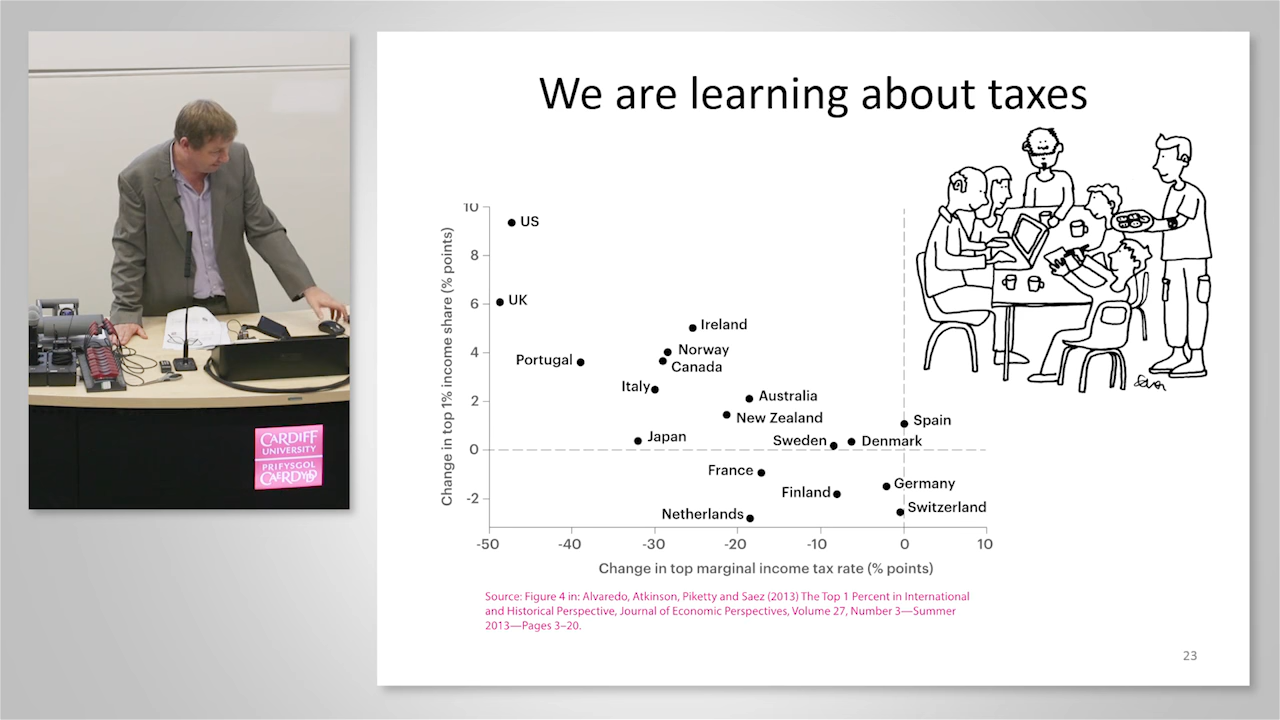 We are learning about taxes
10
US
8
Change in top 1% income share (% points)
UK
6
Ireland
4
Norway
Portugal
Canada
Italy
2
Australia
New Zealand
Spain
Japan
Sweden
Denmark
0
France
Germany
Finland
-2
Switzerland
Netherlands
-50
-40
-30
-20
-10
0
10
Change in top marginal income tax rate (% points)
Source: Figure 4 in: Alvaredo, Atkinson, Piketty and Saez (2013) The Top 1 Percent in International
and Historical Perspective, Journal of Economic Perspectives, Volume 27, Number 3—Summer
2013—Pages 3–20.
23
CARDIFF
UNIVERSITY
PRIFYSGOL
CAERDYDD